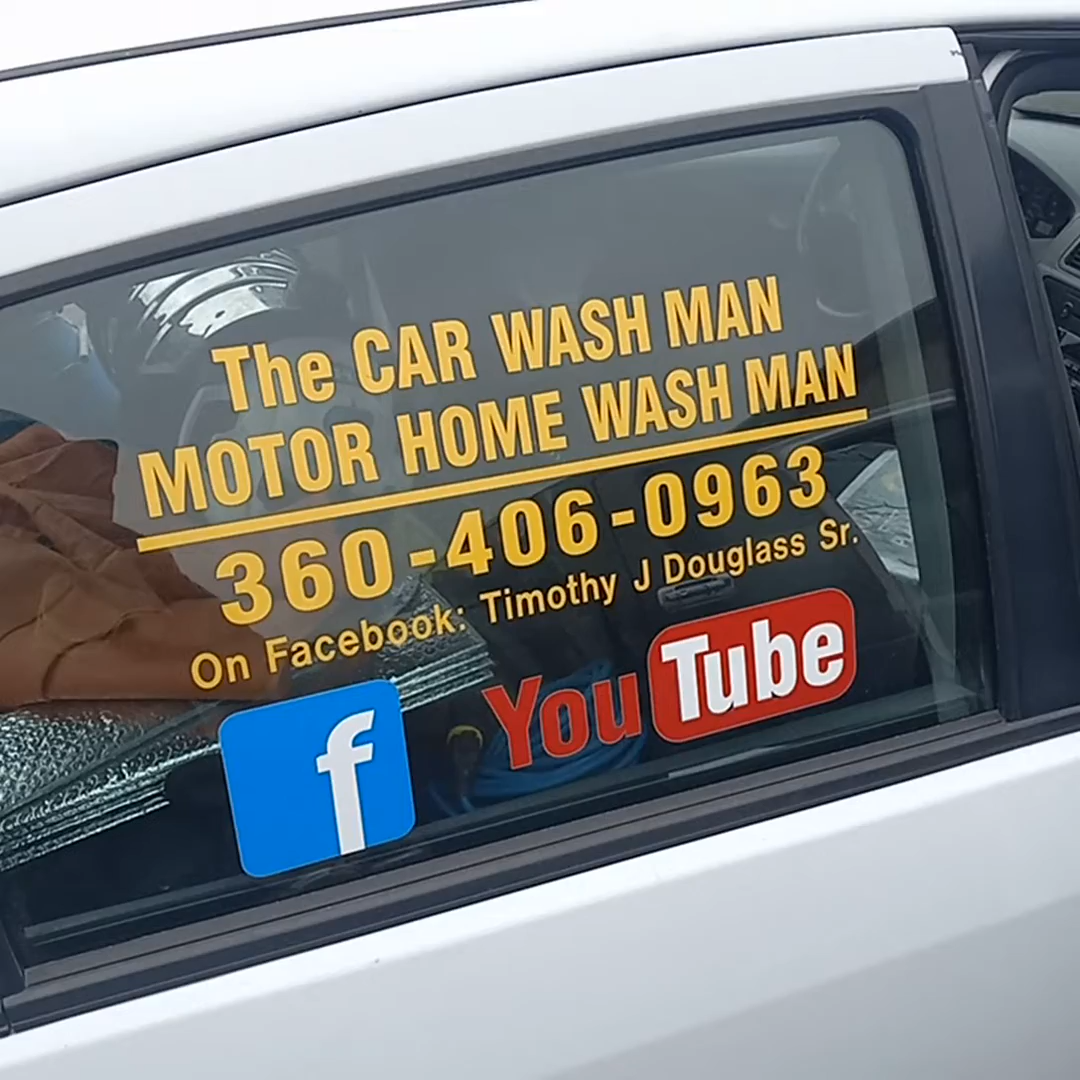 The CAR WASH MAN
MOTOR HOME WASH MAN
360-406-0963
On Facebook: Timothy J Douglass Sr.
f
YouTube